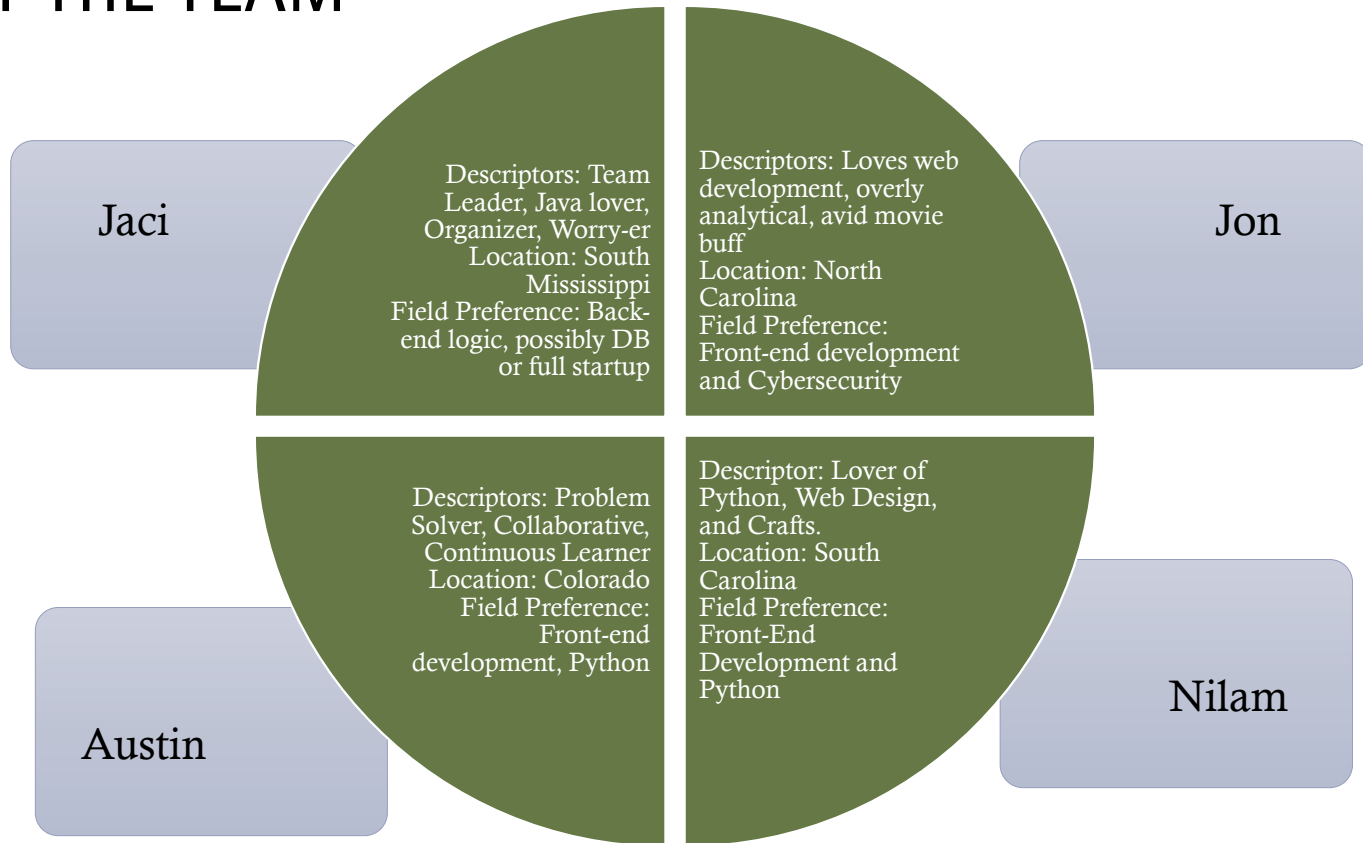 THE TEAM
Jaci
Descriptors: Team
Leader, Java lover,
Organizer, Worry-er
Location: South
Mississippi
Field Preference: Back-
end logic, possibly DB
or full startup
Descriptors: Loves web
development, overly
analytical, avid movie
buff
Location: North
Carolina
Field Preference:
Front-end development
and Cybersecurity
Jon
Austin
Descriptors: Problem
Solver, Collaborative,
Continuous Learner
Location: Colorado
Field Preference:
Front-end
development, Python
Descriptor: Lover of
Python, Web Design,
and Crafts.
Location: South
Carolina
Field Preference:
Front-End
Development and
Python
Nilam